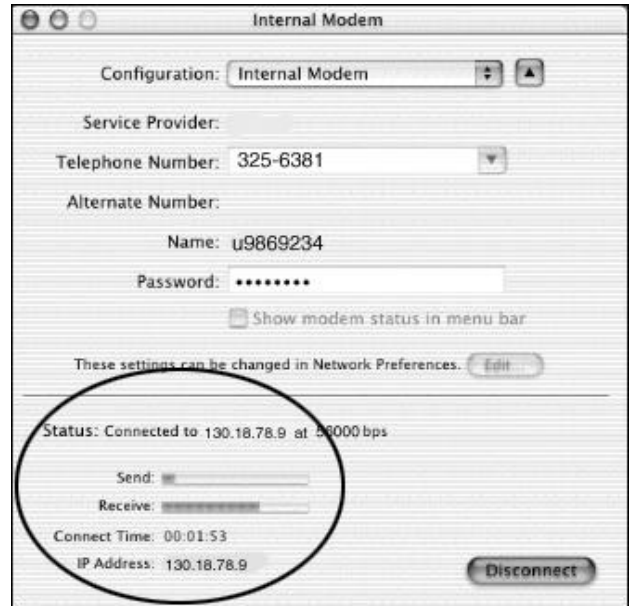 Internal Modem
Configuration: Internal Modem
Service Provider:
Telephone Number: 325-6381
Alternate Number:
Name: u9869234
Password: ••••••••
Show modem status in menu bar
These settings can be changed in Network Preferences. Edit...
Status: Connected to 130.18.78.9 at 56000 bps
Send:
Receive:
Connect Time: 00:01:53
IP Address: 130.18.78.9
Disconnect